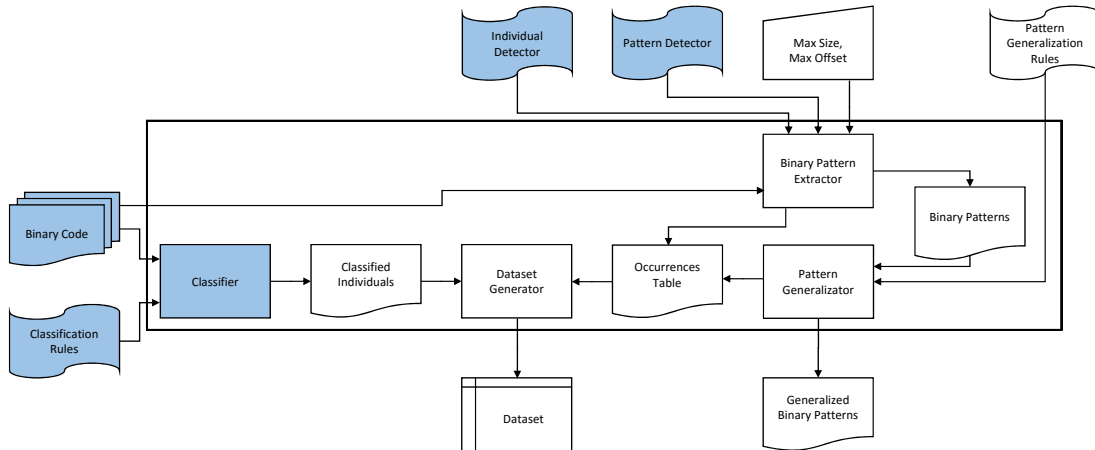 Individual
Detector
Pattern Detector
Max Size,
Max Offset
Pattern
Generalization
Rules
Binary Pattern
Extractor
Binary Code
Binary Patterns
Classifier
Classified
Individuals
Dataset
Generator
Occurrences
Table
Pattern
Generalizator
Classification
Rules
Dataset
Generalized
Binary Patterns